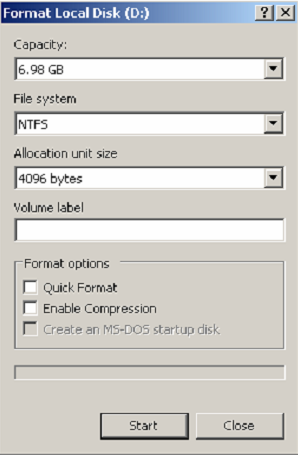 Format Local Disk (D:)
Capacity:
6.98 GB
File system
NTFS
Allocation unit size
4096 bytes
Volume label
Format options
Quick Format
Enable Compression
Create an MS-DOS startup disk
Start
Close